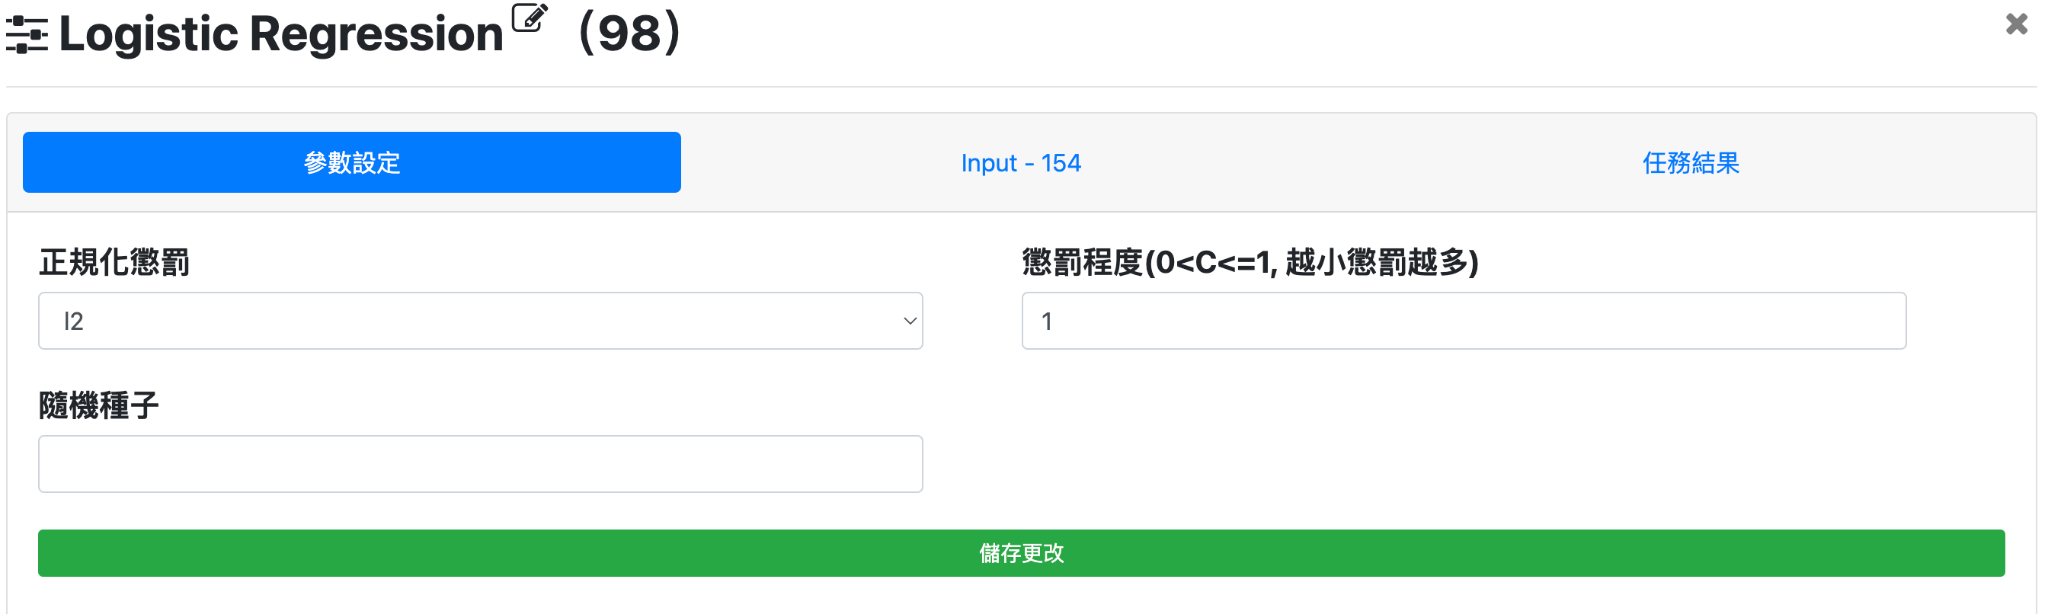 Logistic Regression (98)
參數設定
Input - 154
任務結果
正規化懲罰
懲罰程度(0<C<=1, 越小懲罰越多)
l2
1
隨機種子
儲存更改